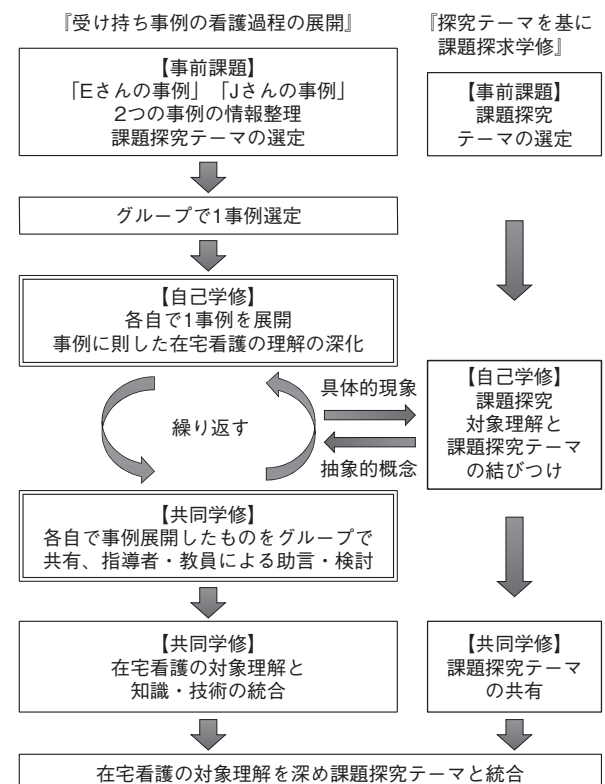 『受け持ち事例の看護過程の展開』
【事前課題】
「Eさんの事例」「Jさんの事例」
2つの事例の情報整理
課題探究テーマの選定
グループで1事例選定
【自己学修】
各自で1事例を展開
事例に則した在宅看護の理解の深化
繰り返す
具体的現象
抽象的概念
【共同学修】
各自で事例展開したものをグループで
共有、指導者・教員による助言・検討
【共同学修】
在宅看護の対象理解と
知識・技術の統合
『探究テーマを基に
課題探求学修』
【事前課題】
課題探究
テーマの選定
【自己学修】
課題探究
対象理解と
課題探究テーマ
の結びつけ
【共同学修】
課題探究テーマ
の共有
在宅看護の対象理解を深め課題探究テーマと統合